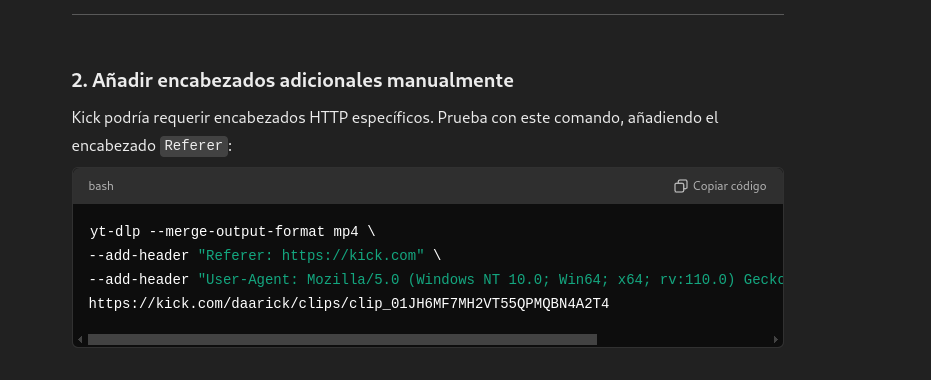 2. Añadir encabezados adicionales manualmente
Kick podría requerir encabezados HTTP específicos. Prueba con este comando, añadiendo el
encabezado Referer:
bash
Copiar código
yt-dlp --merge-output-format mp4 \
--add-header "Referer: https://kick.com" \
--add-header "User-Agent: Mozilla/5.0 (Windows NT 10.0; Win64; x64; rv:110.0) Gecko
https://kick.com/daarick/clips/clip_01JH6MF7MH2VT55QPMQBN4A2T4